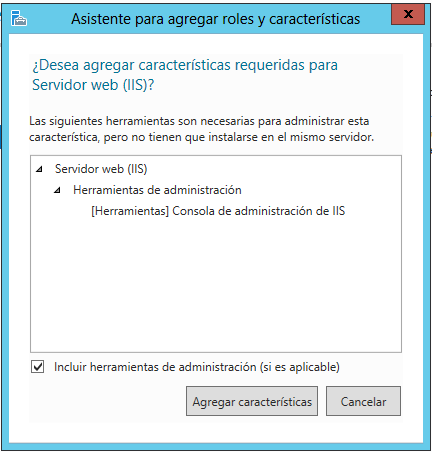 Asistente para agregar roles y características
x
¿Desea agregar características requeridas para
Servidor web (IIS)?
Las siguientes herramientas son necesarias para administrar esta
característica, pero no tienen que instalarse en el mismo servidor.
Servidor web (IIS)
Herramientas de administración
[Herramientas] Consola de administración de IIS
Incluir herramientas de administración (si es aplicable)
Agregar características
Cancelar